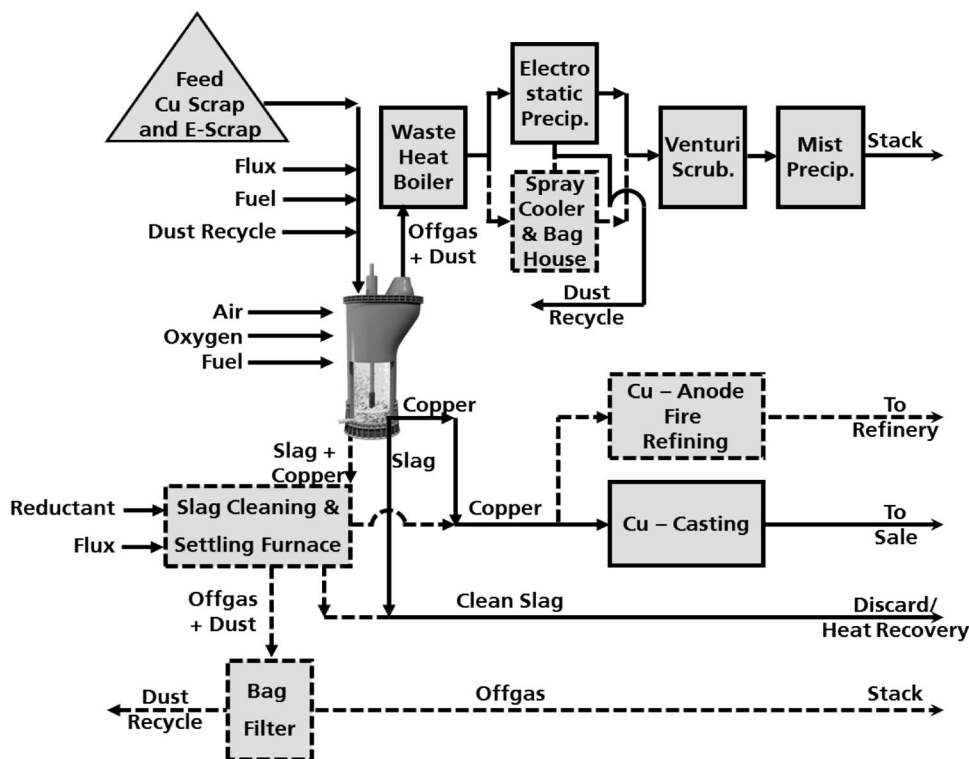 Feed
Cu Scrap
and E-Scrap
Flux
Fuel
Dust Recycle
Air
Oxygen
Fuel
Waste
Heat
Boiler
Offgas
+ Dust
Electro
static
Precip.
Spray
Cooler
& Bag
House
Dust
Recycle
Venturi
Scrub.
Mist
Precip.
Stack
Copper
Slag
Slag +
Copper
Reductant
Flux
Slag Cleaning &
Settling Furnace
Copper
Cu – Anode
Fire
Refining
To
Refinery
Cu – Casting
To
Sale
Offgas
+ Dust
Clean Slag
Discard/
Heat Recovery
Dust
Recycle
Bag
Filter
Offgas
Stack